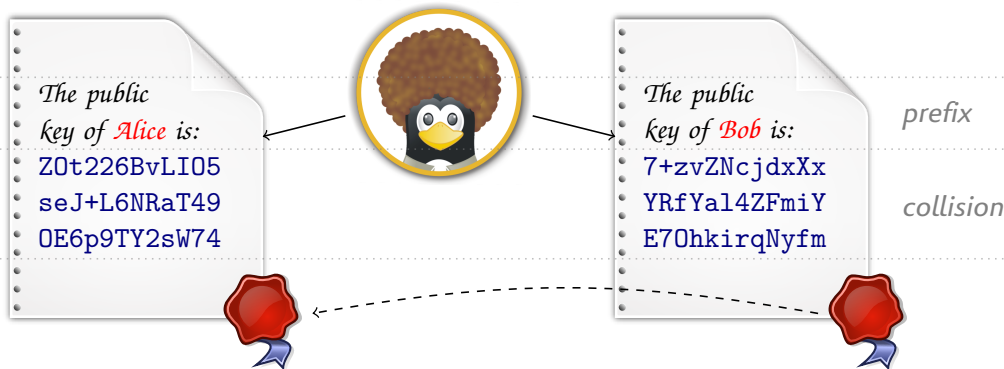 The public
key of Alice is:
ZOt226BvLIO5
seJ+L6NRaT49
OE6p9TY2sW74
The public
key of Bob is:
7+zvZNcjdxXx
YRfYal4ZFmiY
E7OhkirqNyfm
prefix
collision